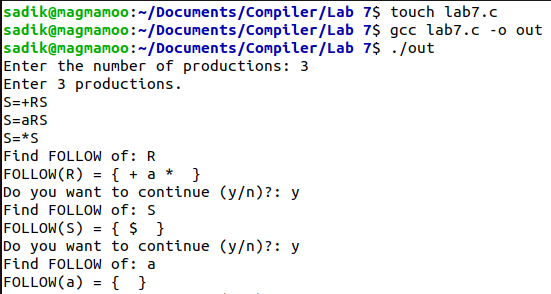 sadik@magmamoo:~/Documents/Compiler/Lab 7$ touch lab7.c
sadik@magmamoo:~/Documents/Compiler/Lab 7$ gcc lab7.c -o out
sadik@magmamoo:~/Documents/Compiler/Lab 7$ ./out
Enter the number of productions: 3
Enter 3 productions.
S=+RS
S=aRS
S=*S
Find FOLLOW of: R
FOLLOW(R) = { + a *  }
Do you want to continue (y/n)?: y
Find FOLLOW of: S
FOLLOW(S) = { $  }
Do you want to continue (y/n)?: y
Find FOLLOW of: a
FOLLOW(a) = {  }